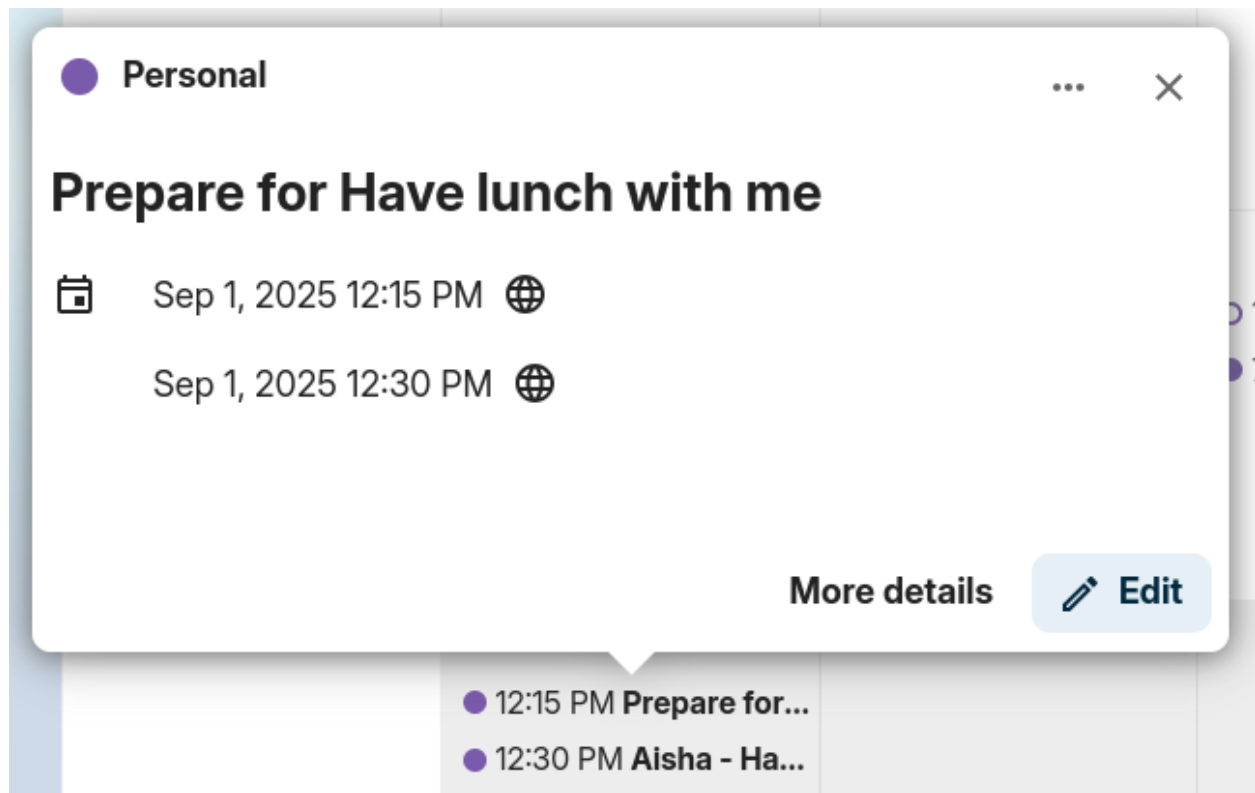 Personal
Prepare for Have lunch with me
Sep 1, 2025 12:15 PM
Sep 1, 2025 12:30 PM
More details
Edit
12:15 PM Prepare for...
12:30 PM Aisha - Ha...